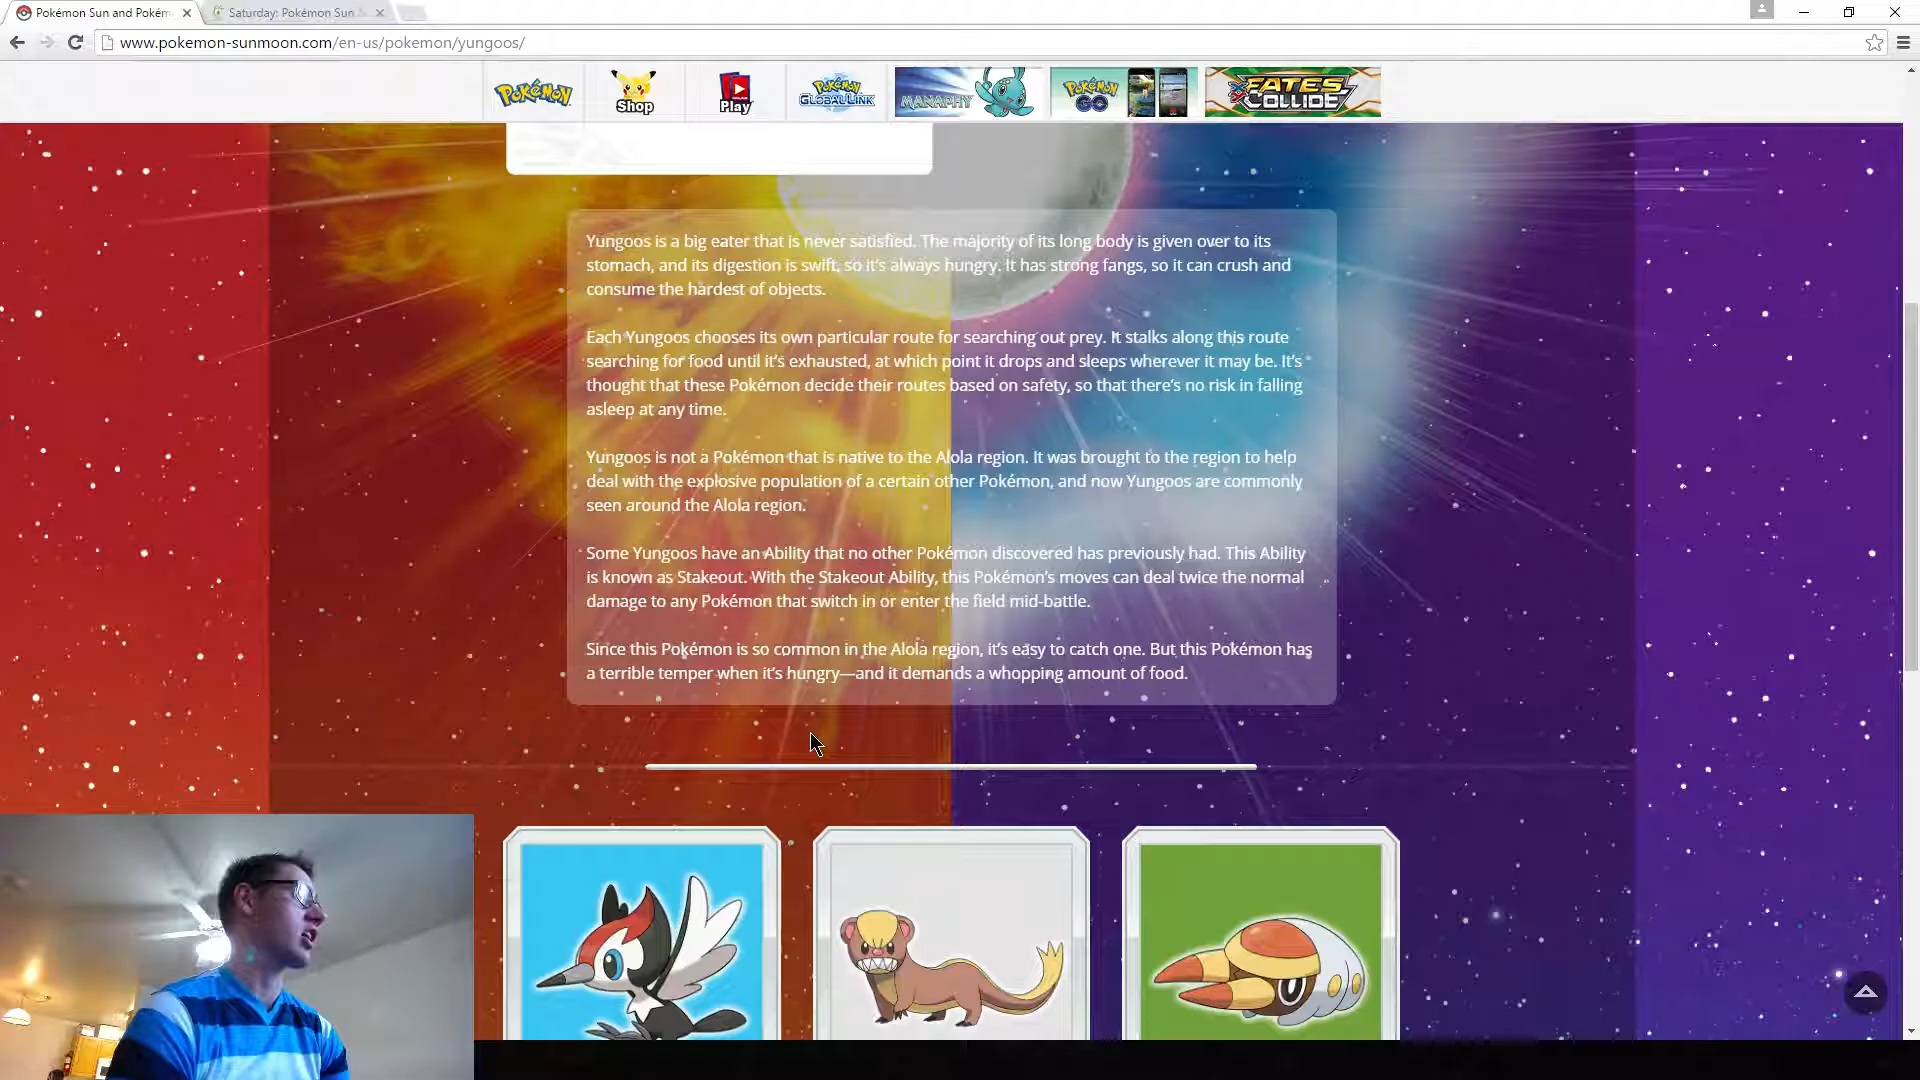 Pokémon Sun and Pokém
Saturday: Pokémon Sun
www.pokemon-sunmoon.com/en-us/pokemon/yungoos/
Pokémon
Shop
Play
Pokémon
GLOBAL LINK
MANAPHY
Pokémon
GO
XY
FATES
COLLIDE
Yungoos is a big eater that is never satisfied. The majority of its long body is given over to its
stomach, and its digestion is swift, so it's always hungry. It has strong fangs, so it can crush and
consume the hardest of objects.
Each Yungoos chooses its own particular route for searching out prey. It stalks along this route
searching for food until it's exhausted, at which point it drops and sleeps wherever it may be. It's
thought that these Pokémon decide their routes based on safety, so that there's no risk in falling
asleep at any time.
Yungoos is not a Pokémon that is native to the Alola region. It was brought to the region to help
deal with the explosive population of a certain other Pokémon, and now Yungoos are commonly
seen around the Alola region.
Some Yungoos have an Ability that no other Pokémon discovered has previously had. This Ability
is known as Stakeout. With the Stakeout Ability, this Pokémon's moves can deal twice the normal
damage to any Pokémon that switch in or enter the field mid-battle.
Since this Pokémon is so common in the Alola region, it's easy to catch one. But this Pokémon has
a terrible temper when it's hungry—and it demands a whopping amount of food.